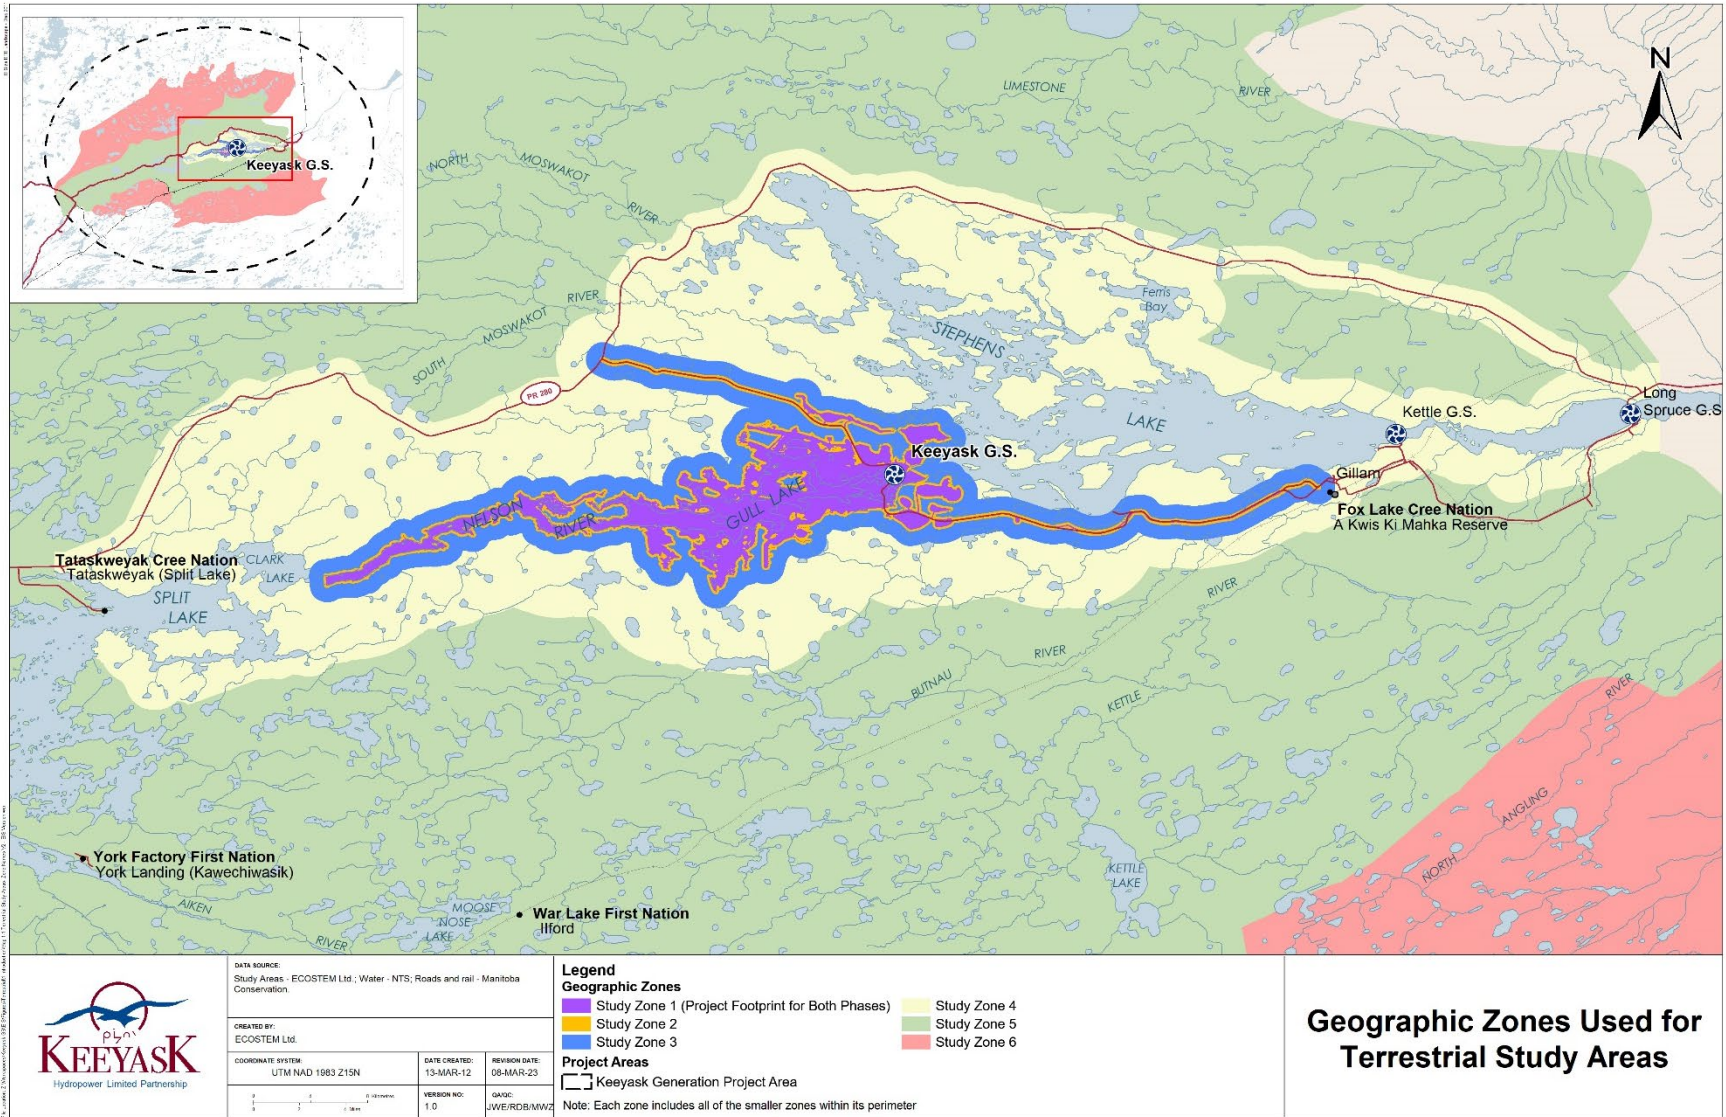 Keeyask G.S.
N
LIMESTONE
RIVER
NORTH
MOSWAKOT
RIVER
SOUTH
MOSWAKOT
RIVER
PR 280
STEPHENS
LAKE
Ferris
Bay
Long
Spruce G.S
Kettle G.S.
Keeyask G.S.
Gillam
Fox Lake Cree Nation
A Kwis Ki Mahka Reserve
GULL LAKE
NELSON
RIVER
Tataskweyak Cree Nation
Tataskweyak (Split Lake)
CLARK
LAKE
SPLIT
LAKE
RIVER
BUTNAU
RIVER
KETTLE
RIVER
ANGLING
NORTH
KETTLE
LAKE
York Factory First Nation
York Landing (Kawechiwasik)
AIKEN
RIVER
MOOSE
NOSE
LAKE
War Lake First Nation
Ilford
KEEYASK
Hydropower Limited Partnership
DATA SOURCE:
Study Areas - ECOSTEM Ltd.; Water - NTS; Roads and rail - Manitoba
Conservation.
CREATED BY:
ECOSTEM Ltd.
COORDINATE SYSTEM:
UTM NAD 1983 Z15N
DATE CREATED:
13-MAR-12
REVISION DATE:
08-MAR-23
VERSION NO:
1.0
QA/QC:
JWE/RDB/MWZ
Legend
Geographic Zones
Study Zone 1 (Project Footprint for Both Phases)
Study Zone 2
Study Zone 3
Study Zone 4
Study Zone 5
Study Zone 6
Project Areas
Keeyask Generation Project Area
Note: Each zone includes all of the smaller zones within its perimeter
Geographic Zones Used for
Terrestrial Study Areas